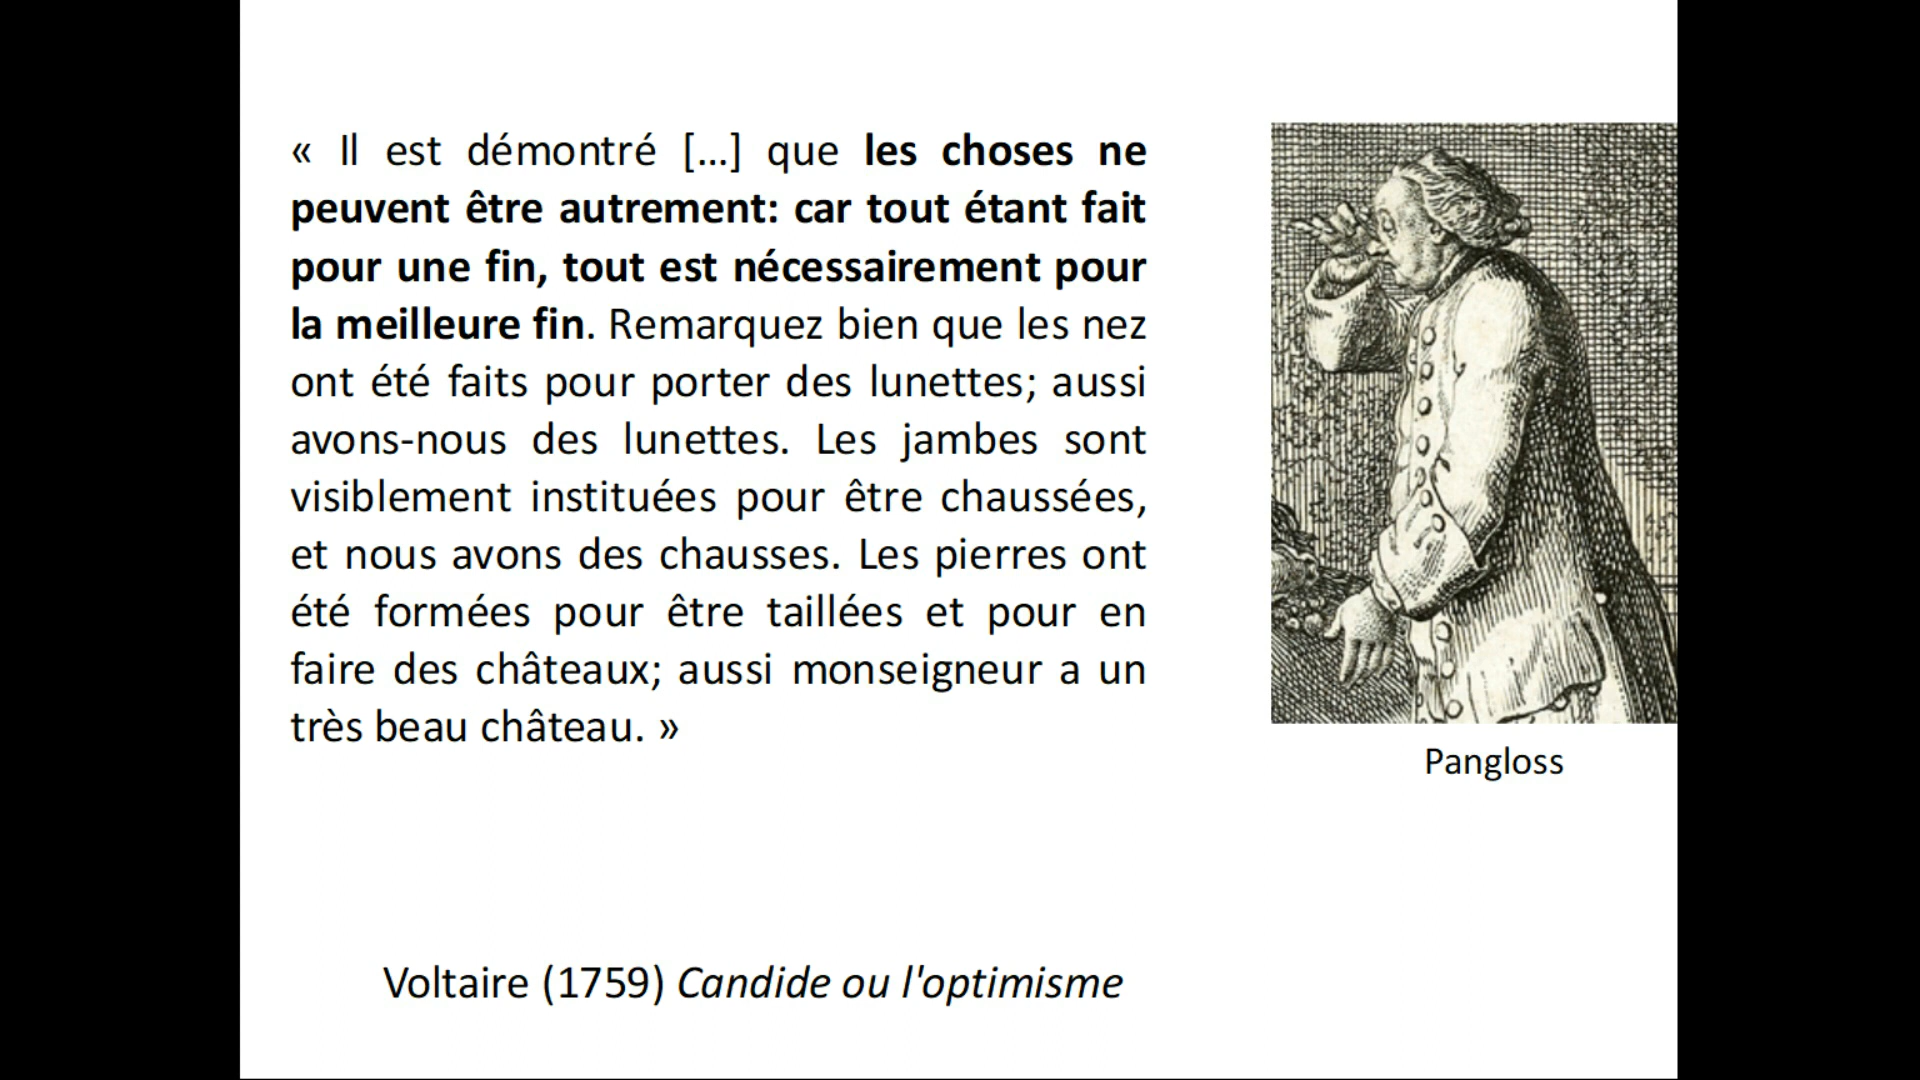 « Il est démontré [...] que les choses ne
peuvent être autrement: car tout étant fait
pour une fin, tout est nécessairement pour
la meilleure fin. Remarquez bien que les nez
ont été faits pour porter des lunettes; aussi
avons-nous des lunettes. Les jambes sont
visiblement instituées pour être chaussées,
et nous avons des chausses. Les pierres ont
été formées pour être taillées et pour en
faire des châteaux; aussi monseigneur a un
très beau château. »
Pangloss
Voltaire (1759) Candide ou l'optimisme